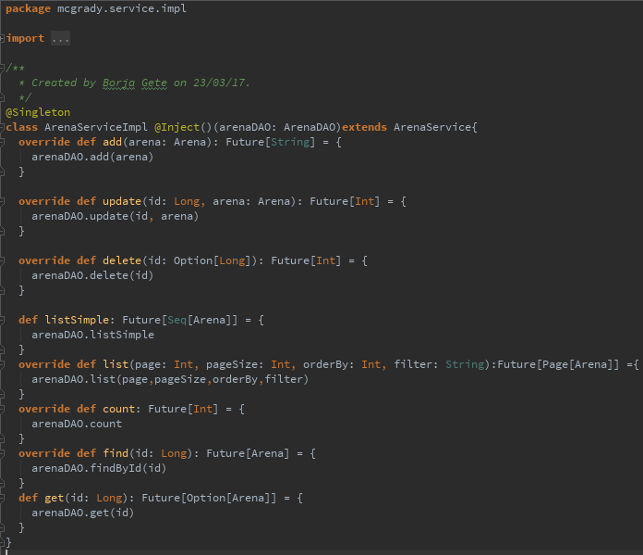 package mcgrady.service.impl
import ...
/**
* Created by Borja Gete on 23/03/17.
*/
@Singleton
class ArenaServiceImpl @Inject()(arenaDAO: ArenaDAO)extends ArenaService{
override def add(arena: Arena): Future[String] = {
arenaDAO.add(arena)
}
override def update(id: Long, arena: Arena): Future[Int] = {
arenaDAO.update(id, arena)
}
override def delete(id: Option[Long]): Future[Int] = {
arenaDAO.delete(id)
}
def listSimple: Future[Seq[Arena]] = {
arenaDAO.listSimple
}
override def list(page: Int, pageSize: Int, orderBy: Int, filter: String):Future[Page[Arena]] ={
arenaDAO.list(page,pageSize,orderBy,filter)
}
override def count: Future[Int] = {
arenaDAO.count
}
override def find(id: Long): Future[Arena] = {
arenaDAO.findById(id)
}
def get(id: Long): Future[Option[Arena]] = {
arenaDAO.get(id)
}
}